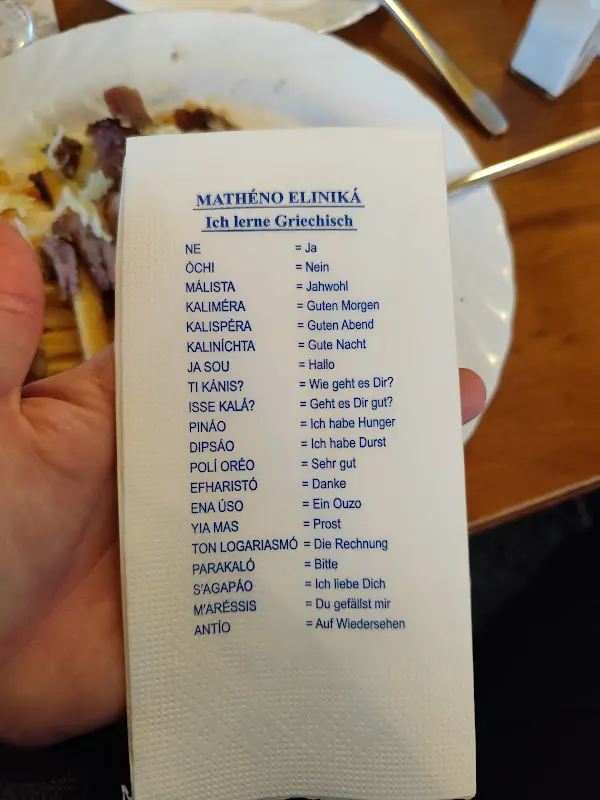 MATHÉNO ELINIKÁ
Ich lerne Griechisch
NE = Ja
ÓCHI = Nein
MÁLISTA = Jahwohl
KALIMÉRA = Guten Morgen
KALISPÉRA = Guten Abend
KALINÍCHTA = Gute Nacht
JA SOU = Hallo
TI KÁNIS? = Wie geht es Dir?
ISSE KALÁ? = Geht es Dir gut?
PINÁO = Ich habe Hunger
DIPSÁO = Ich habe Durst
POLÍ ORÉO = Sehr gut
EFHARISTÓ = Danke
ENA ÚSO = Ein Ouzo
YIA MAS = Prost
TON LOGARIASMÓ = Die Rechnung
PARAKALÓ = Bitte
S'AGAPÁO = Ich liebe Dich
M'ARÉSSIS = Du gefällst mir
ANTÍO = Auf Wiedersehen